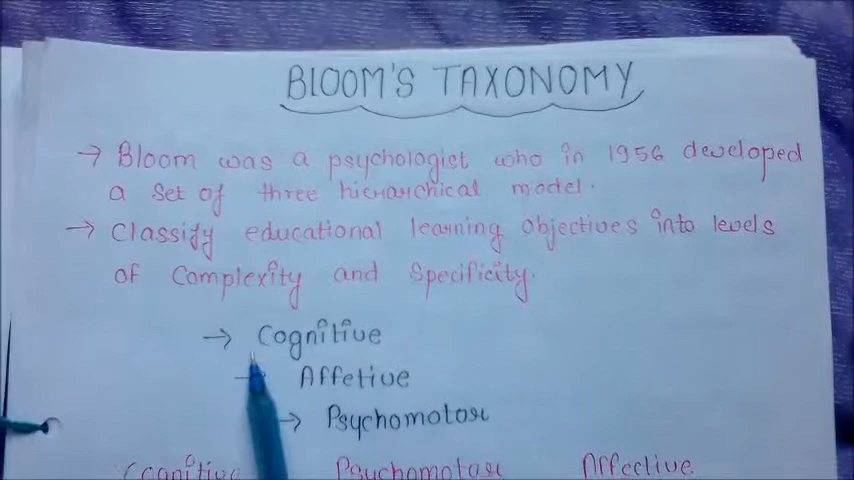 BLOOM'S TAXONOMY
→ Bloom was a psychologist who in 1956 developed
a set of three hierarchical model.
→ Classify educational learning objectives into levels
of Complexity and Specificity.
→ Cognitive
→ Affetive
→ Psychomotor
Cognitive Psychomotor Affective